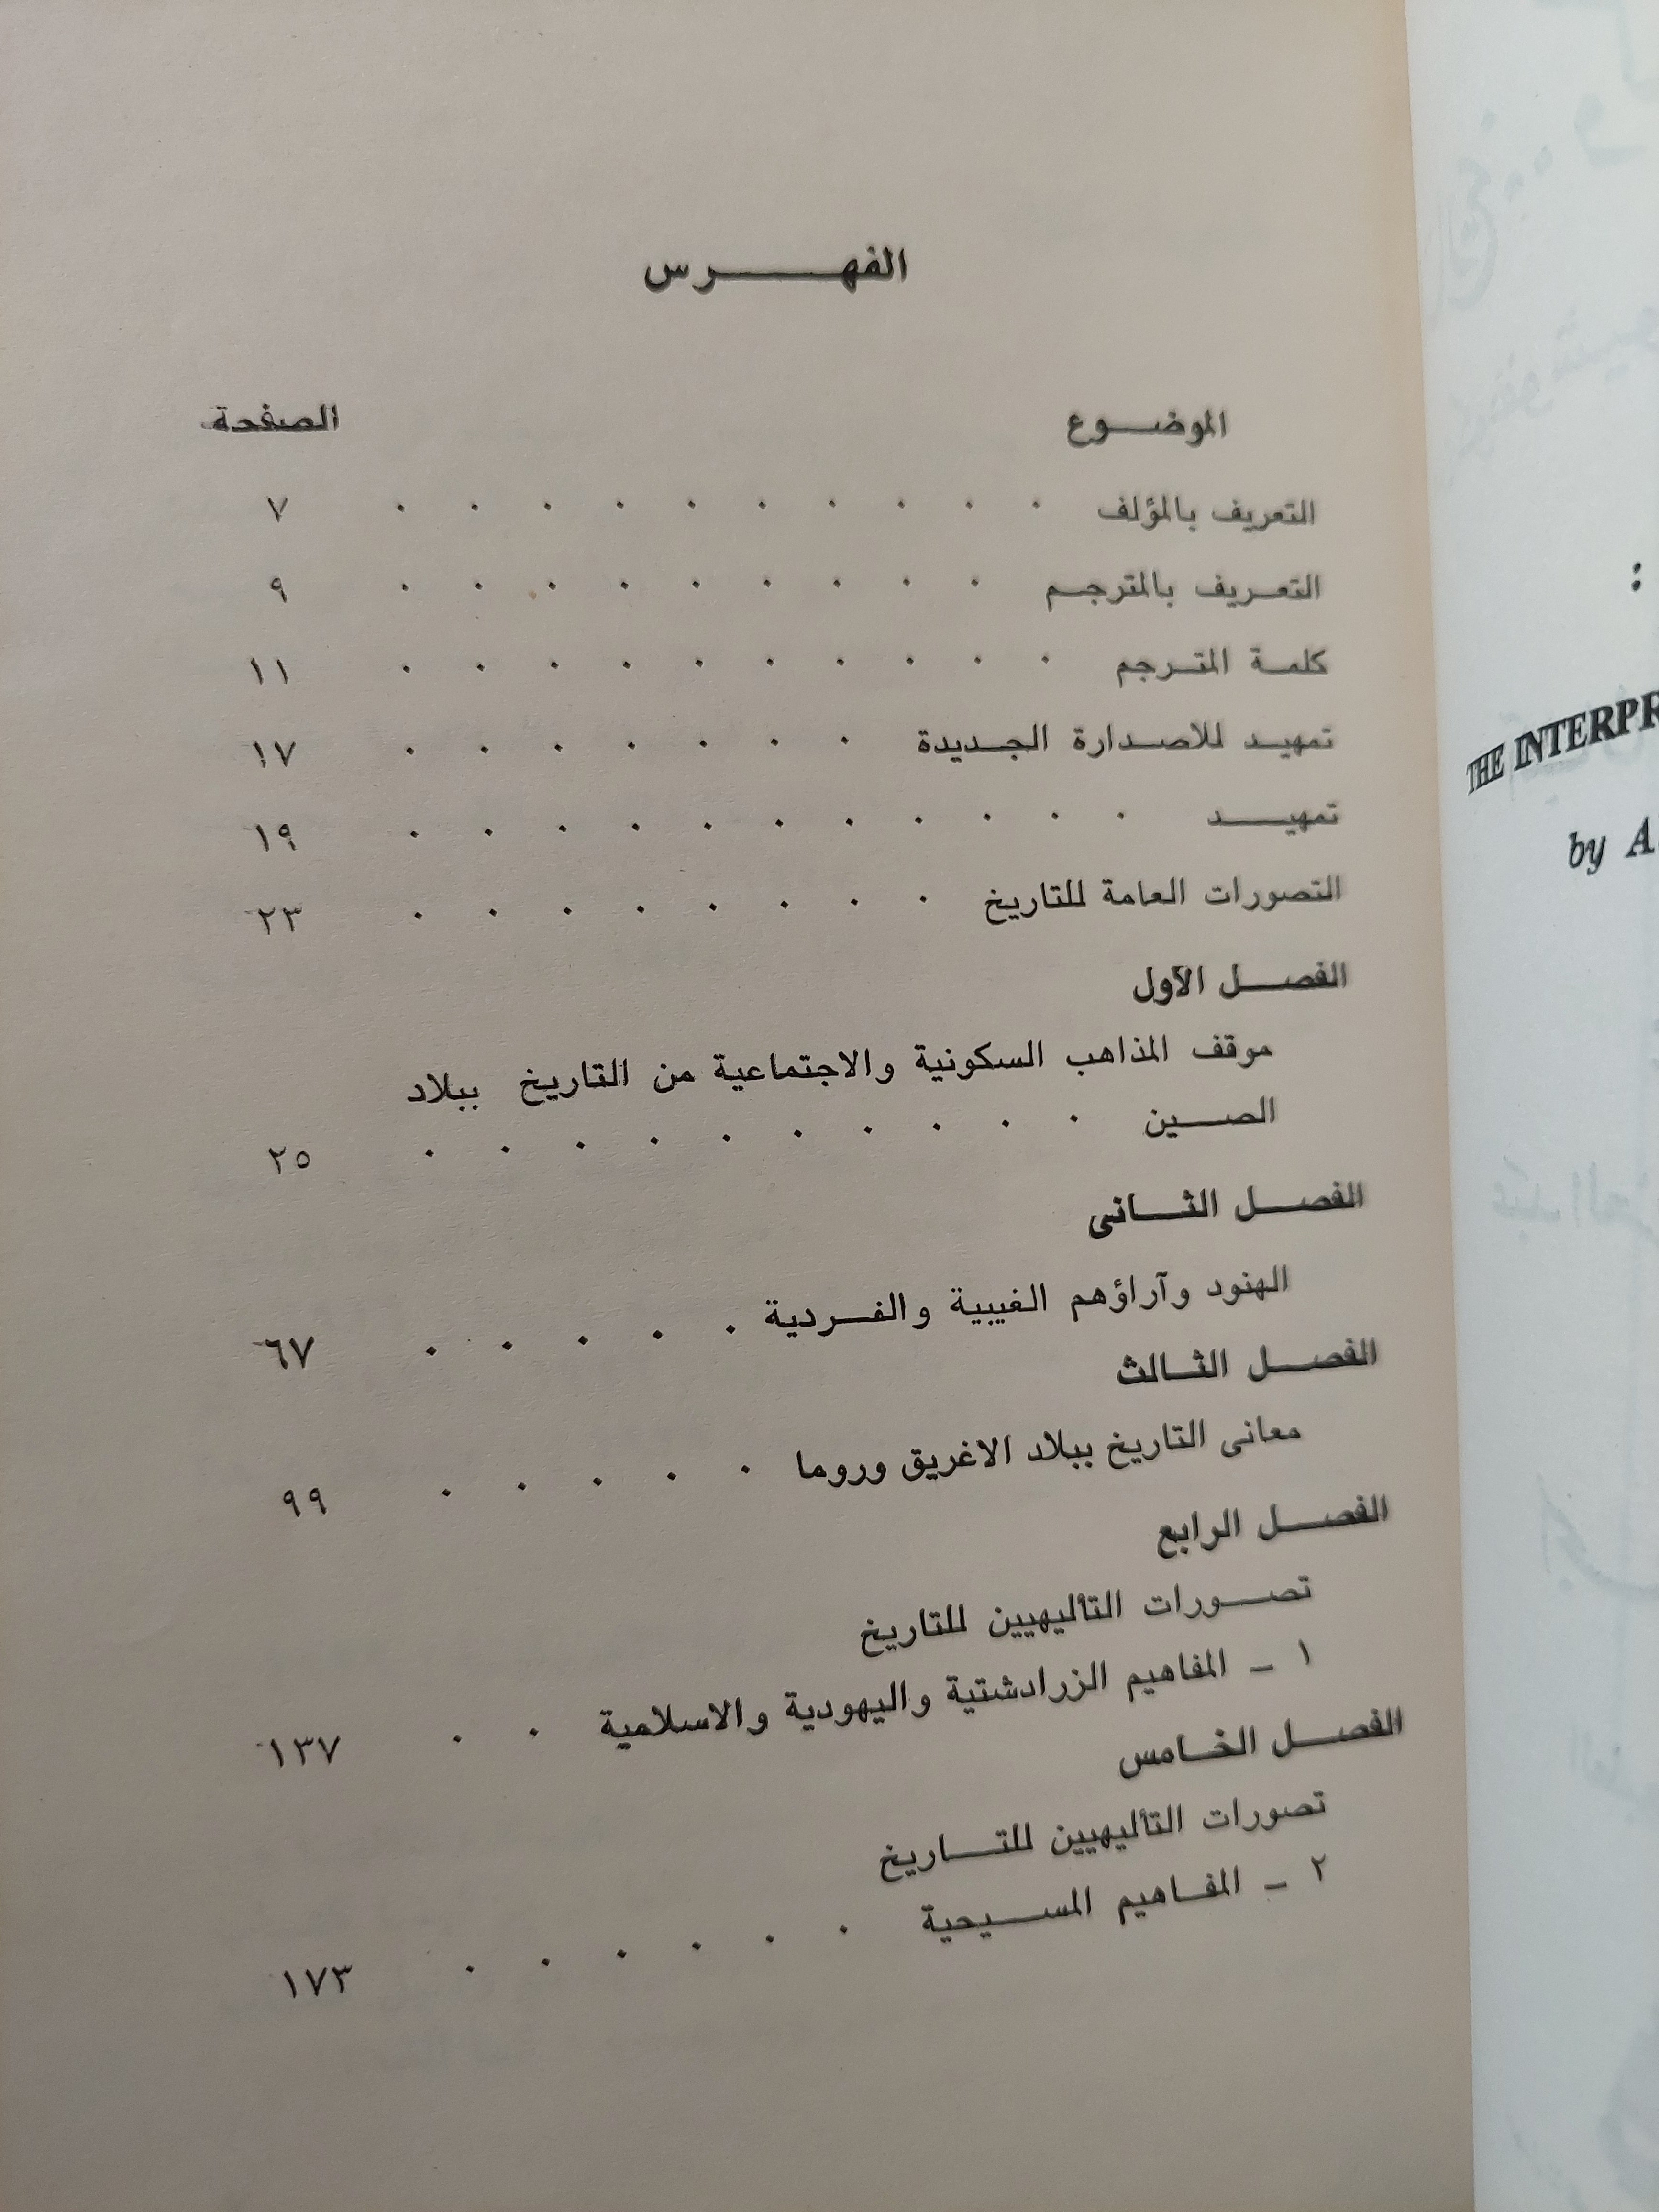 الفهرس
الموضوع الصفحة
التعريف بالمؤلف . . . . . . . . . . ٧
التعريف بالمترجم . . . . . . . . . ٩
كلمة المترجم . . . . . . . . . . ١١
تمهيد للاصدارة الجديدة . . . . . . . ١٧
تمهيد . . . . . . . . . . . ١٩
التصورات العامة للتاريخ . . . . . . . . ٢٣
الفصل الأول
موقف المذاهب السكونية والاجتماعية من التاريخ ببلاد
الصين . . . . . . . . . . ٢٥
الفصل الثانى
الهنود وآراؤهم الغيبية والفردية . . . . . ٦٧
الفصل الثالث
معانى التاريخ ببلاد الاغريق وروما . . . . . ٩٩
الفصل الرابع
تصورات التأليهيين للتاريخ
١ ـ المفاهيم الزرادشتية واليهودية والاسلامية . . ١٣٧
الفصل الخامس
تصورات التأليهيين للتاريخ
٢ ـ المفاهيم المسيحية . . . . . . ١٧٣
:
THE INTERPR
by A